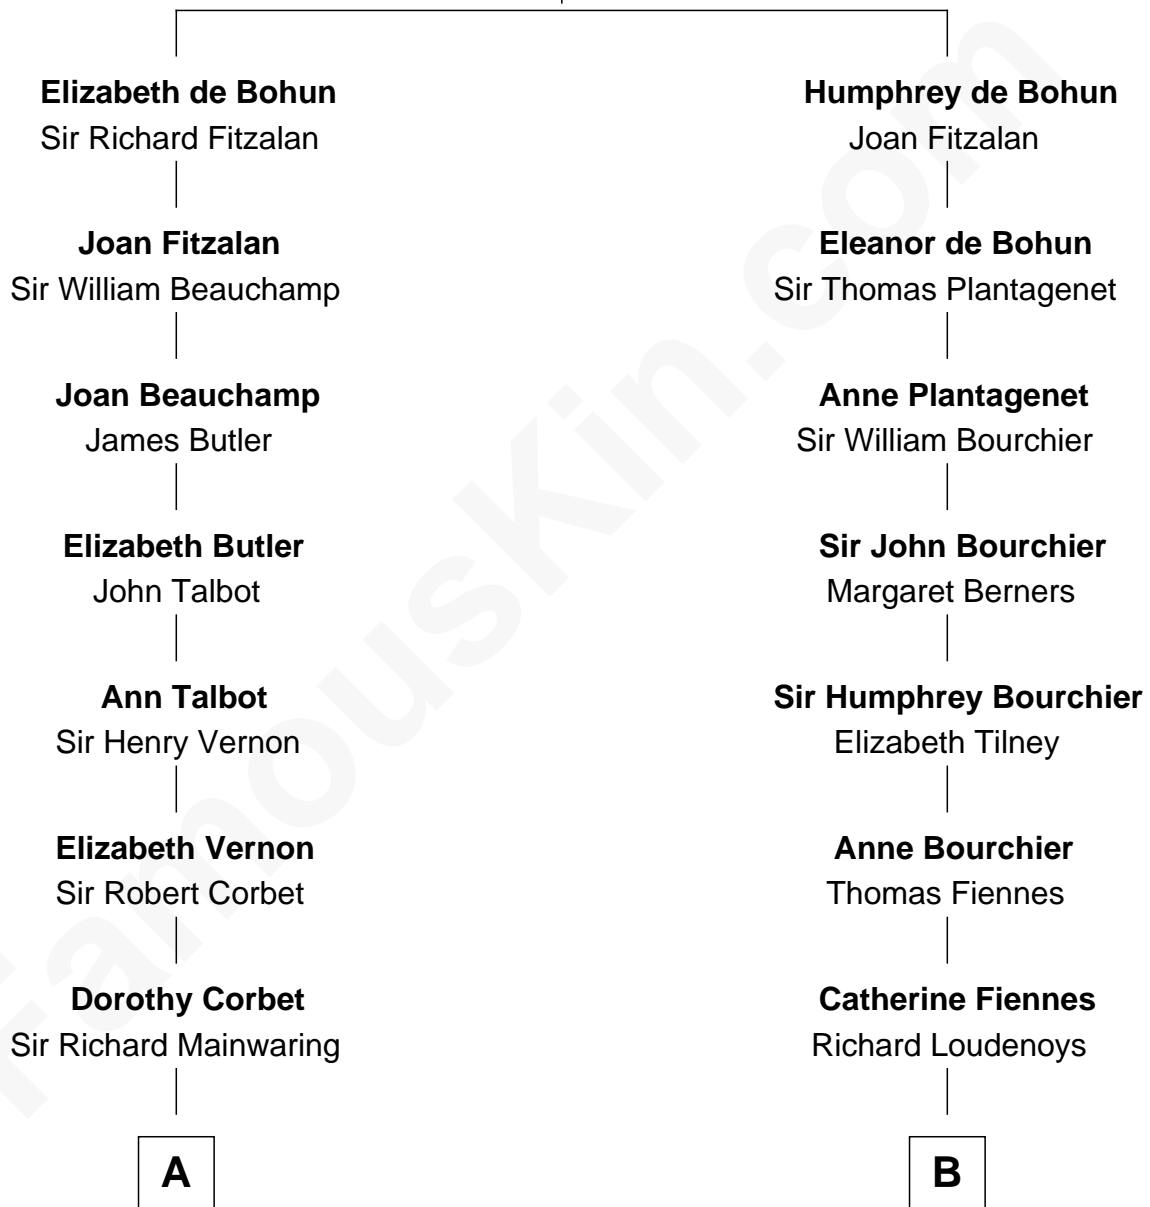 Elizabeth de Bohun
Sir Richard Fitzalan
Joan Fitzalan
Sir William Beauchamp
Joan Beauchamp
James Butler
Elizabeth Butler
John Talbot
Ann Talbot
Sir Henry Vernon
Elizabeth Vernon
Sir Robert Corbet
Dorothy Corbet
Sir Richard Mainwaring
A
Humphrey de Bohun
Joan Fitzalan
Eleanor de Bohun
Sir Thomas Plantagenet
Anne Plantagenet
Sir William Bourchier
Sir John Bourchier
Margaret Berners
Sir Humphrey Bourchier
Elizabeth Tilney
Anne Bourchier
Thomas Fiennes
Catherine Fiennes
Richard Loudenoys
B
FamousKin.com